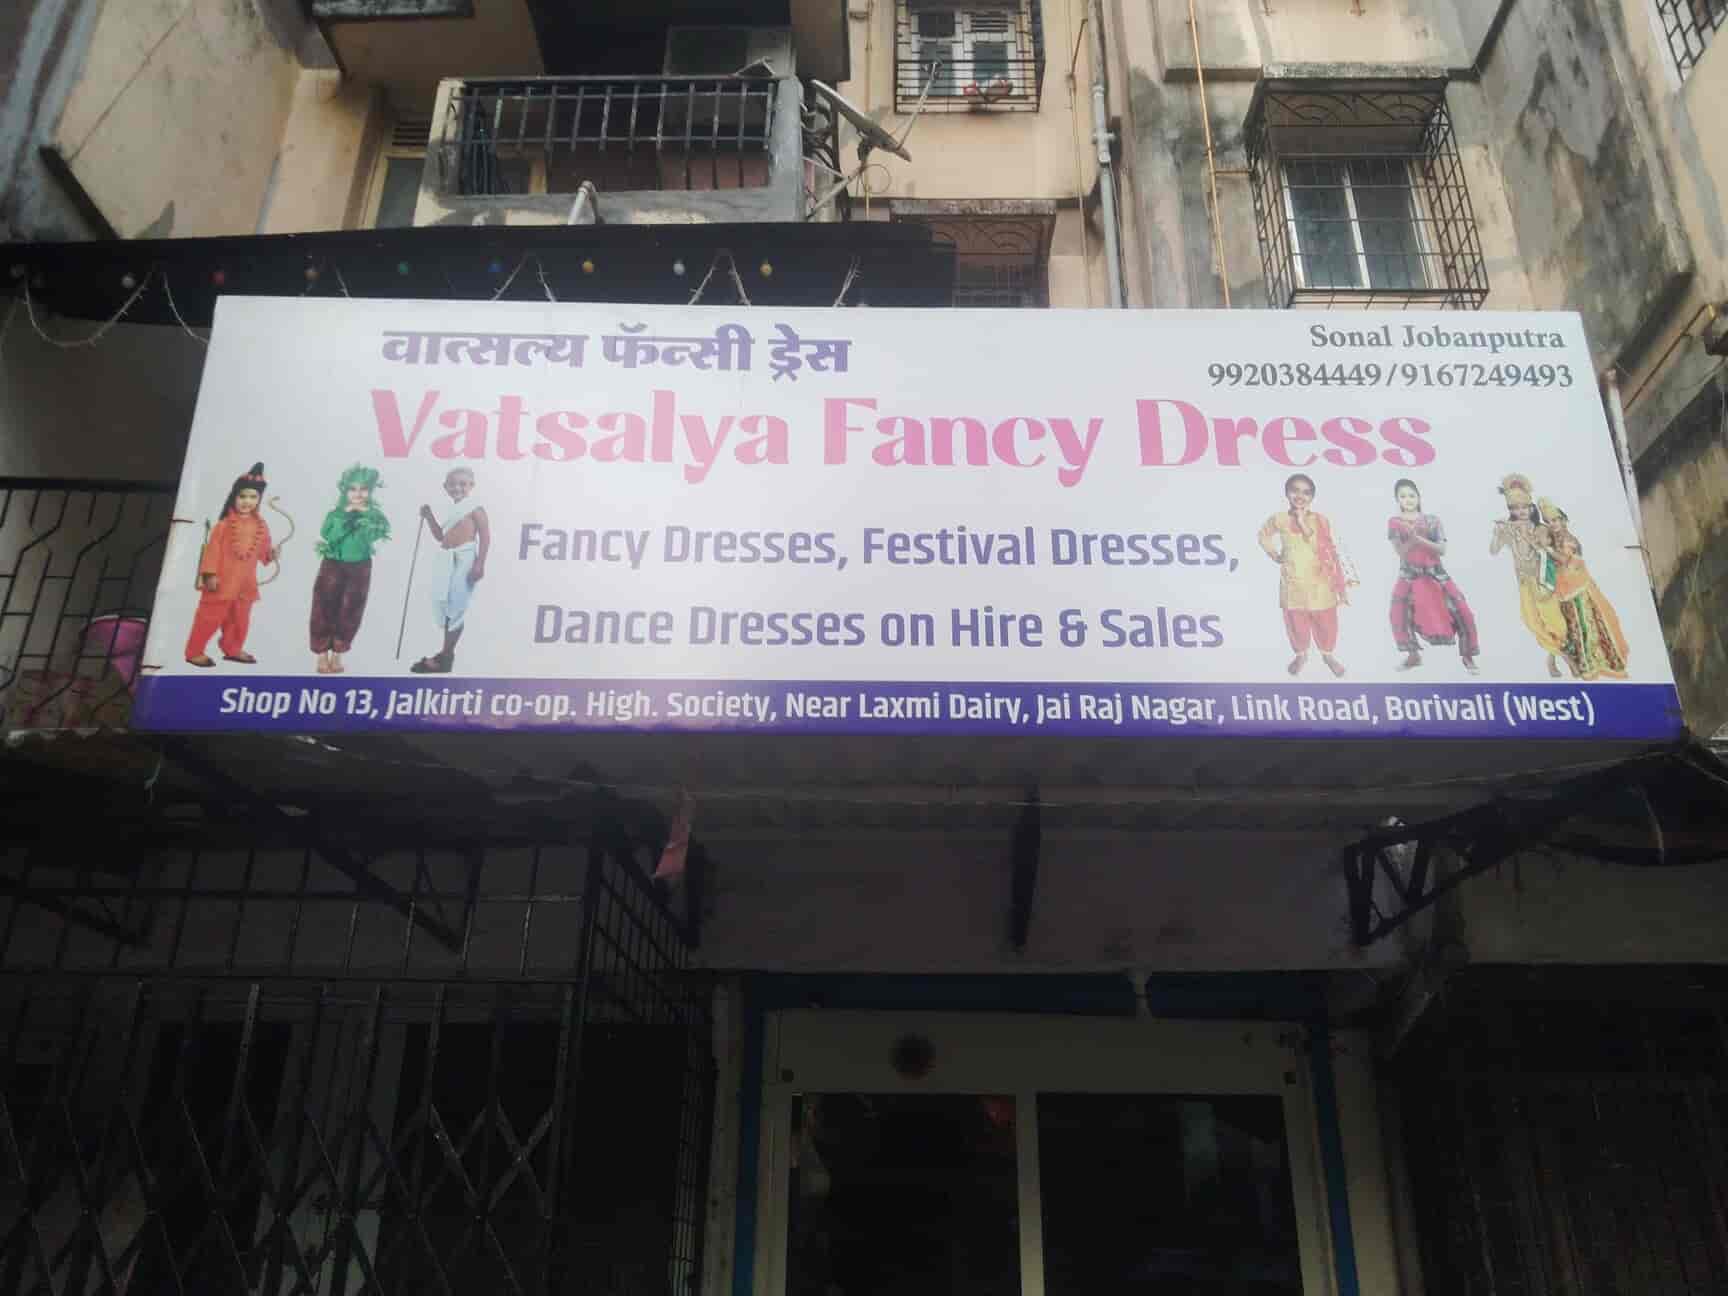 वात्सल्य फॅन्सी ड्रेस
Sonal Jobanputra
9920384449/9167249493
Vatsalya Fancy Dress
Fancy Dresses, Festival Dresses,
Dance Dresses on Hire & Sales
Shop No 13, Jalkirti co-op. High. Society, Near Laxmi Dairy, Jai Raj Nagar, Link Road, Borivali (West)